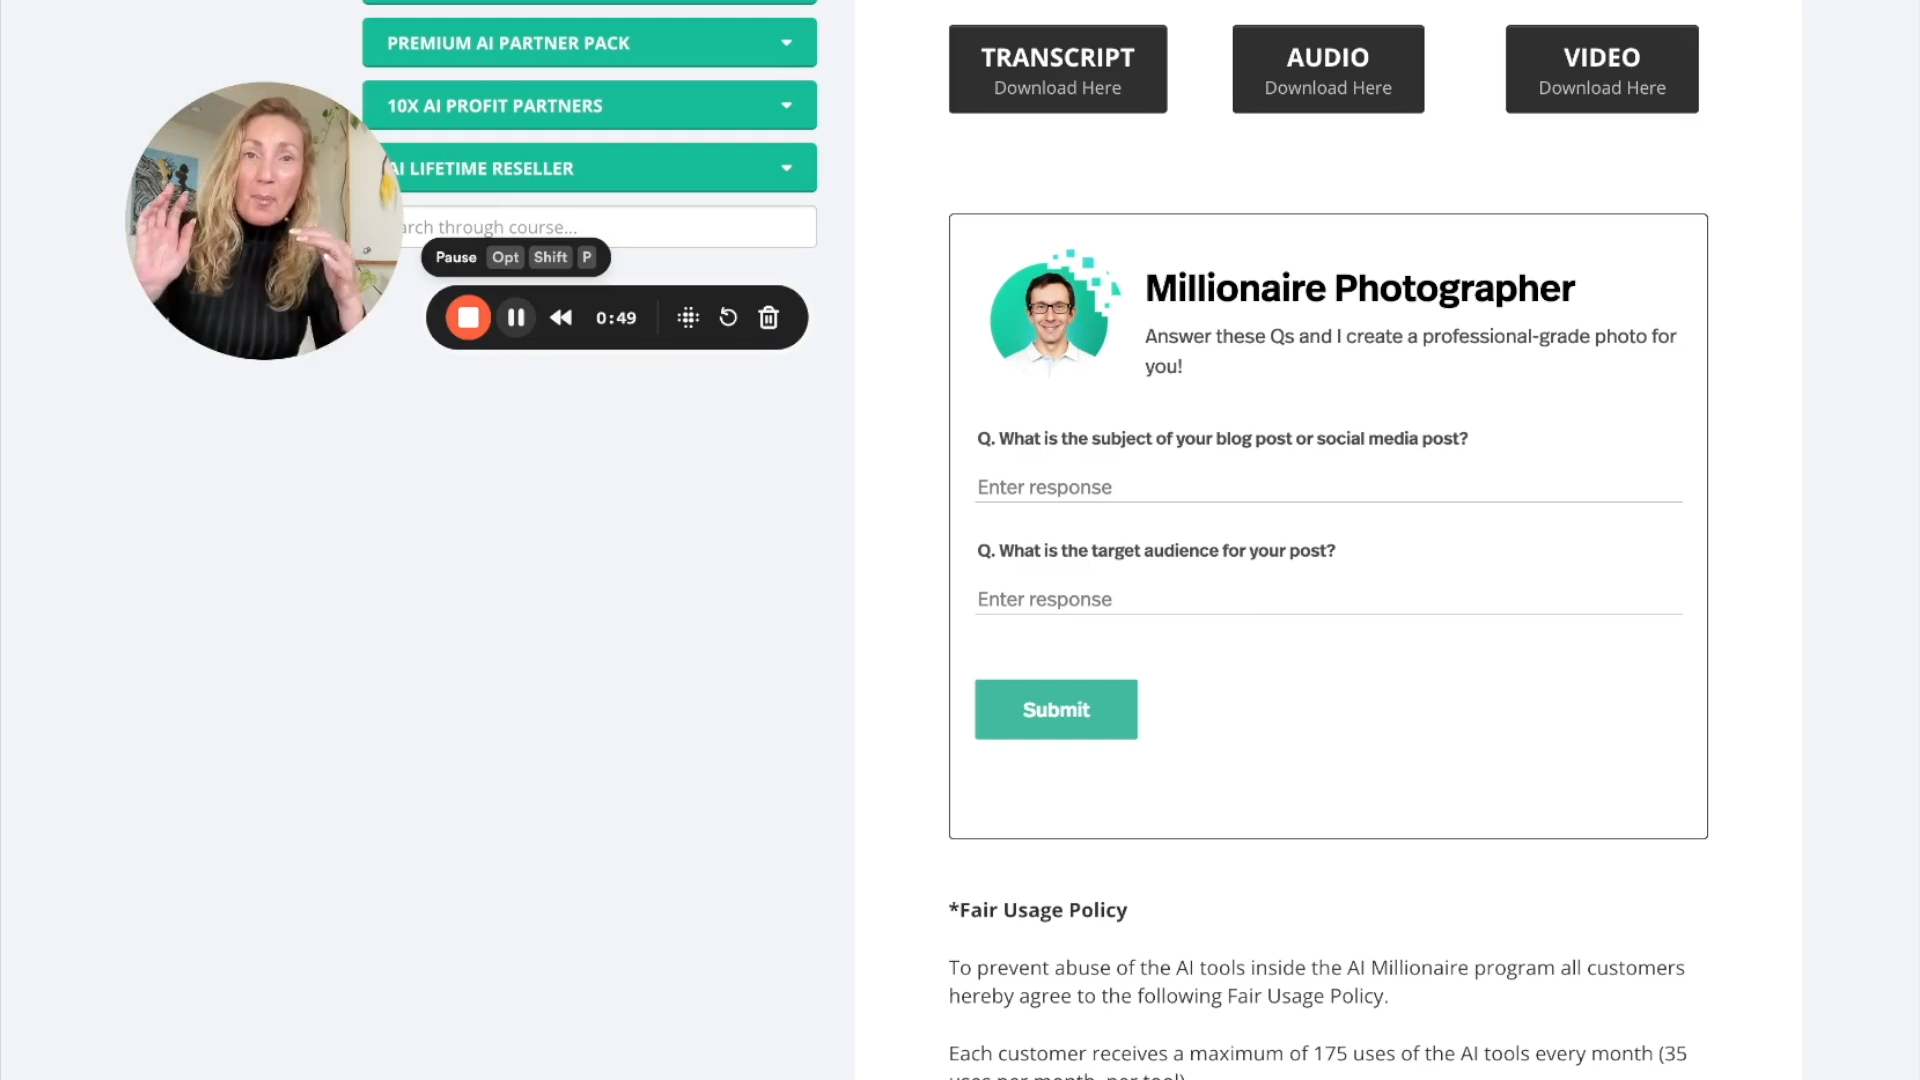 PREMIUM AI PARTNER PACK
10X AI PROFIT PARTNERS
AI LIFETIME RESELLER
arch through course...
Pause Opt Shift P
0:49
TRANSCRIPT
Download Here
AUDIO
Download Here
VIDEO
Download Here
Millionaire Photographer
Answer these Qs and I create a professional-grade photo for
you!
Q. What is the subject of your blog post or social media post?
Enter response
Q. What is the target audience for your post?
Enter response
Submit
*Fair Usage Policy
To prevent abuse of the AI tools inside the AI Millionaire program all customers
hereby agree to the following Fair Usage Policy.
Each customer receives a maximum of 175 uses of the AI tools every month (35
uses per month, per tool)